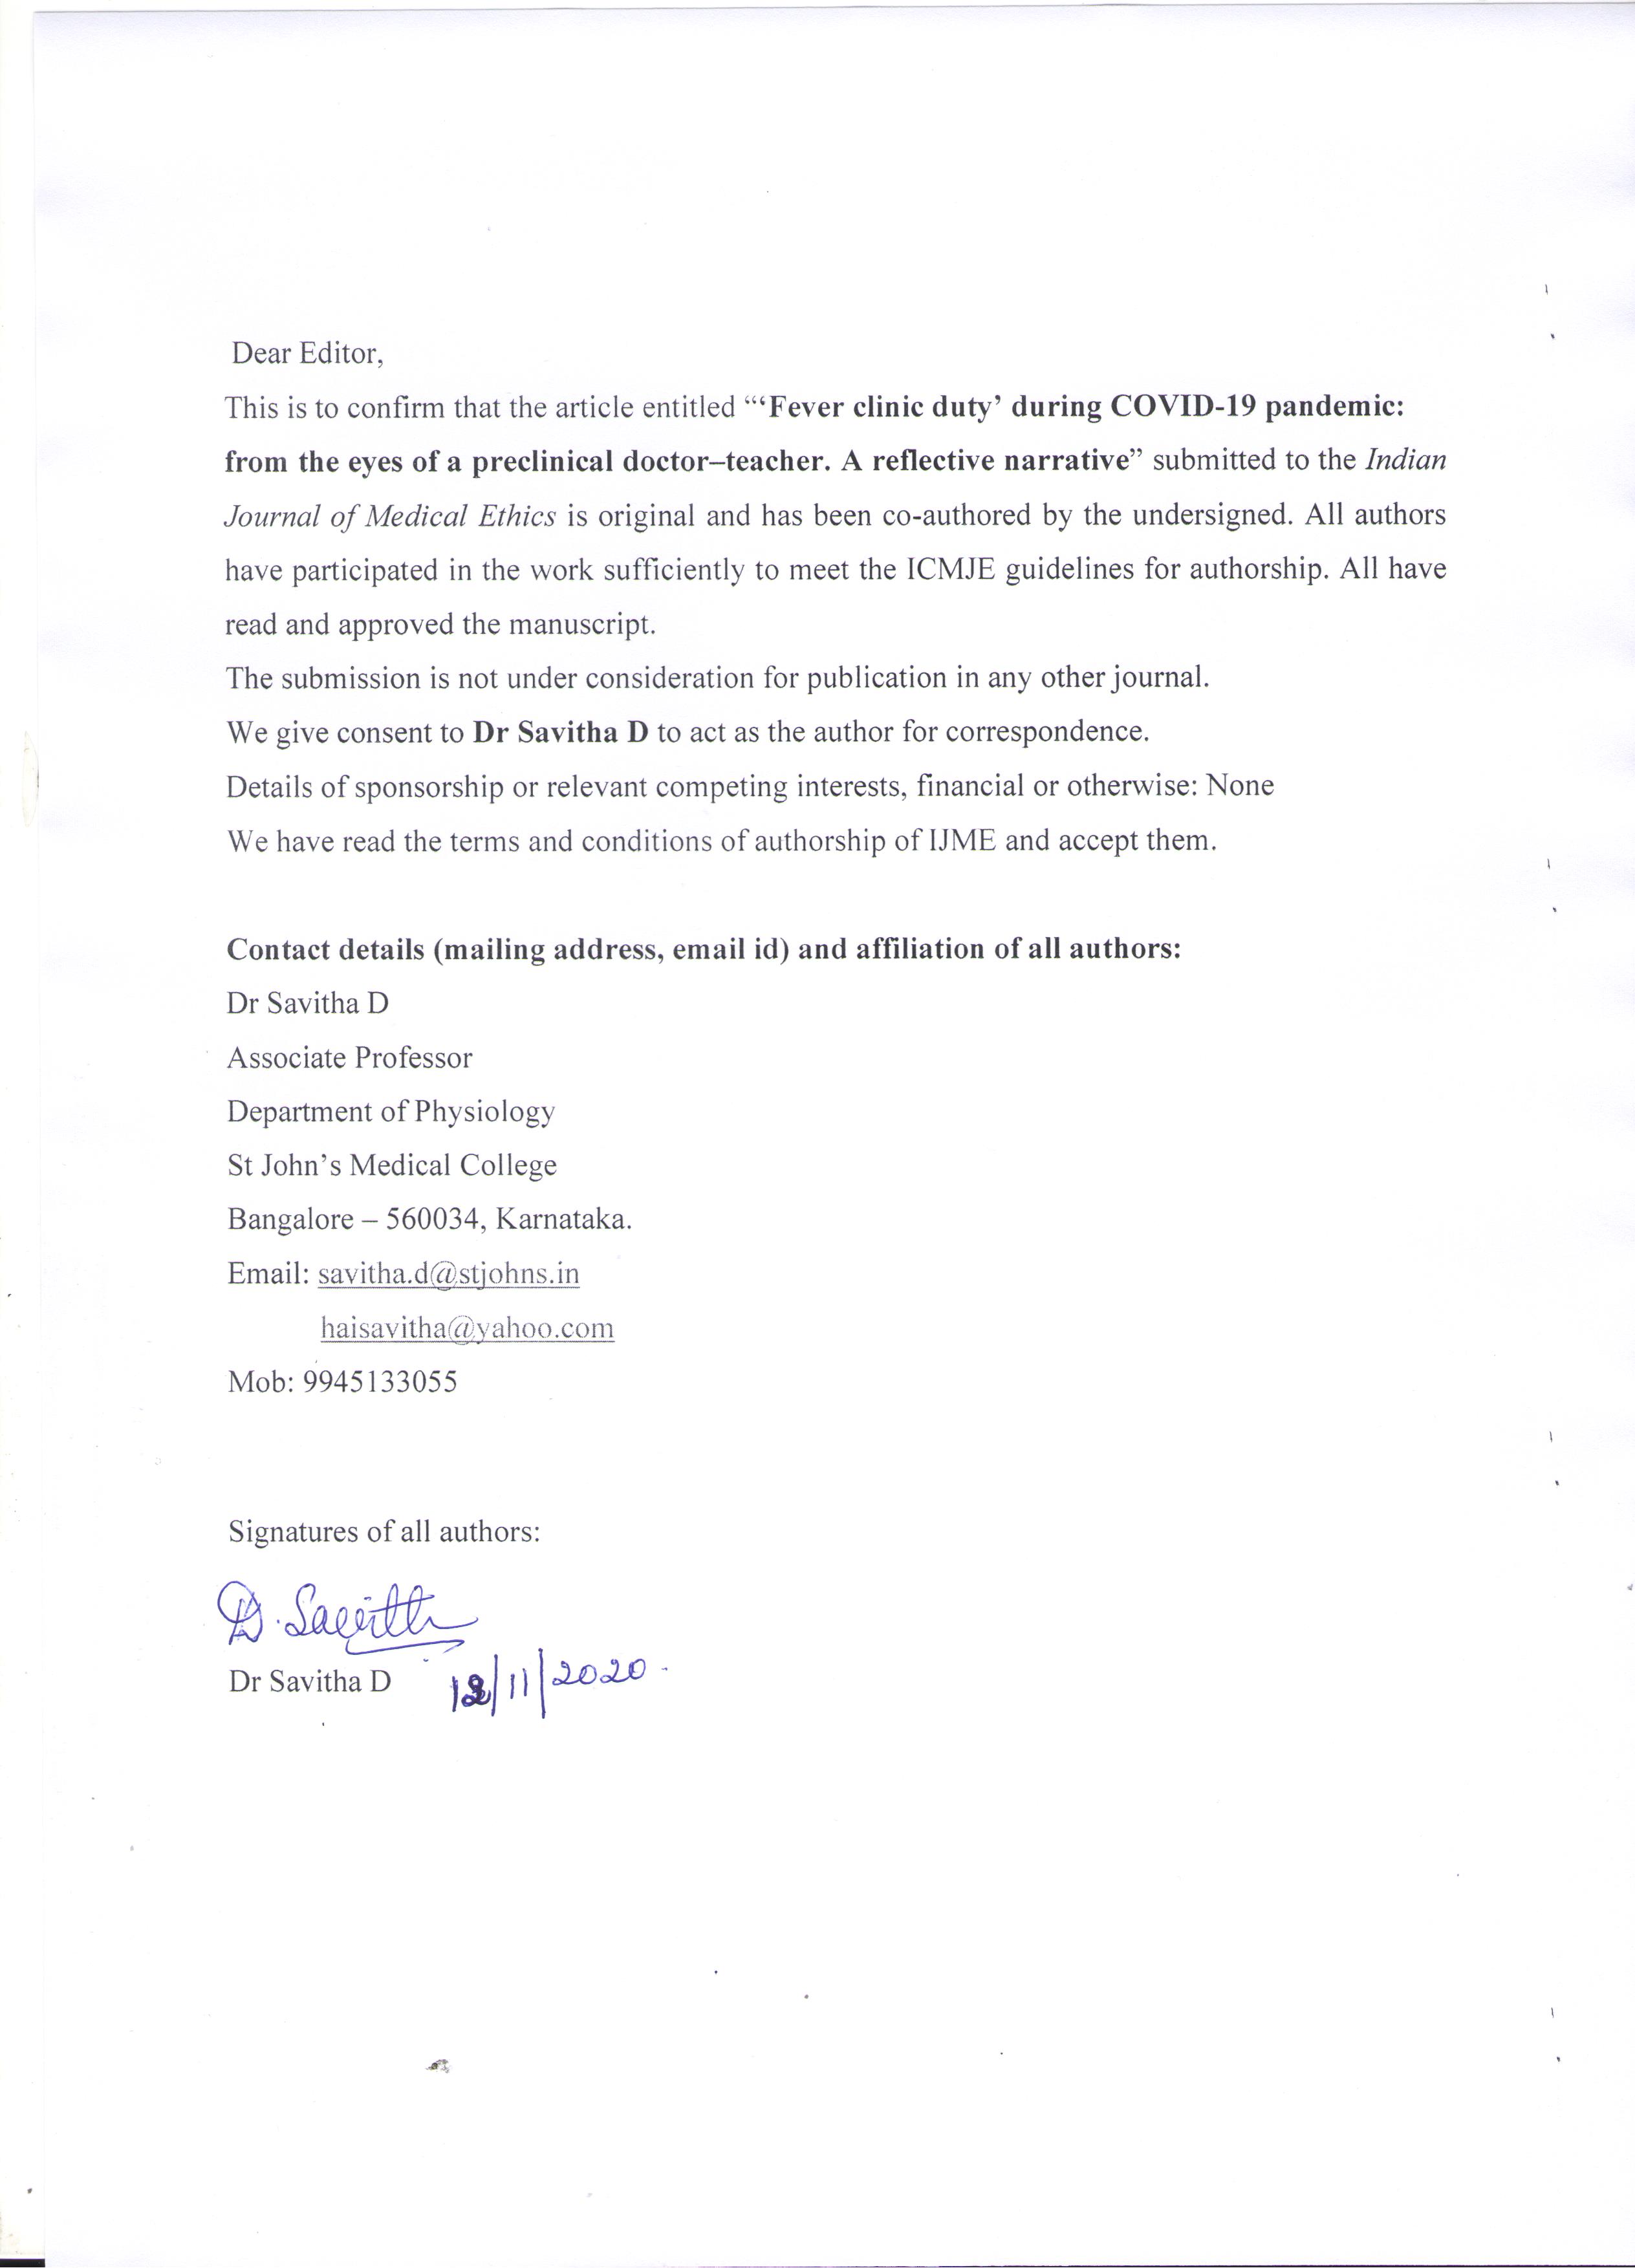 Dear Editor,
This is to confirm that the article entitled “‘Fever clinic duty’ during COVID-19 pandemic:
from the eyes of a preclinical doctor–teacher. A reflective narrative” submitted to the Indian
Journal of Medical Ethics is original and has been co-authored by the undersigned. All authors
have participated in the work sufficiently to meet the ICMJE guidelines for authorship. All have
read and approved the manuscript.
The submission is not under consideration for publication in any other journal.
We give consent to Dr Savitha D to act as the author for correspondence.
Details of sponsorship or relevant competing interests, financial or otherwise: None
We have read the terms and conditions of authorship of IJME and accept them.
Contact details (mailing address, email id) and affiliation of all authors:
Dr Savitha D
Associate Professor
Department of Physiology
St John’s Medical College
Bangalore – 560034, Karnataka.
Email: savitha.d@stjohns.in
haisavitha@yahoo.com
Mob: 9945133055
Signatures of all authors:
D. Savitha
Dr Savitha D /11/2020